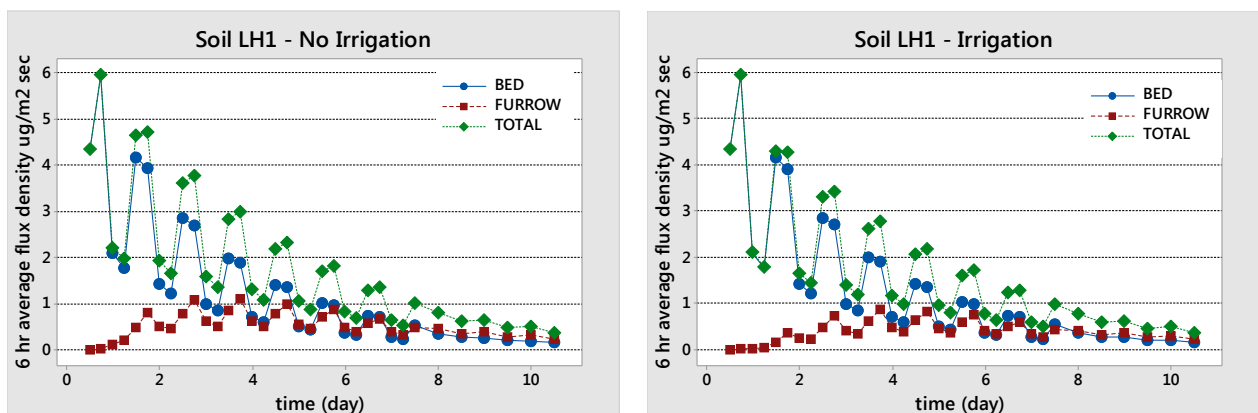 Soil LH1 - No Irrigation
6 hr average flux density ug/m2 sec
6
5
4
3
2
1
0
BED
FURROW
TOTAL
0 2 4 6 8 10
time (day)
Soil LH1 - Irrigation
6 hr average flux density ug/m2 sec
6
5
4
3
2
1
0
BED
FURROW
TOTAL
0 2 4 6 8 10
time (day)